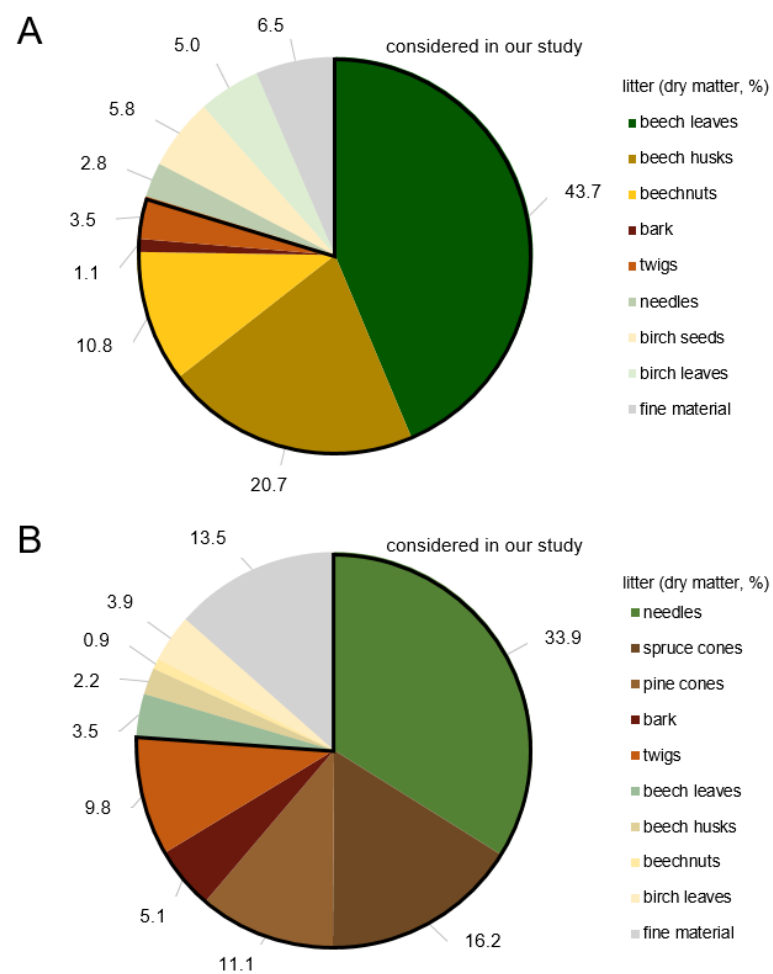 A
considered in our study
6.5
5.0
5.8
2.8
3.5
1.1
10.8
20.7
43.7
litter (dry matter, %)
beech leaves
beech husks
beechnuts
bark
twigs
needles
birch seeds
birch leaves
fine material
B
considered in our study
13.5
3.9
0.9
2.2
3.5
9.8
5.1
11.1
16.2
33.9
litter (dry matter, %)
needles
spruce cones
pine cones
bark
twigs
beech leaves
beech husks
beechnuts
birch leaves
fine material